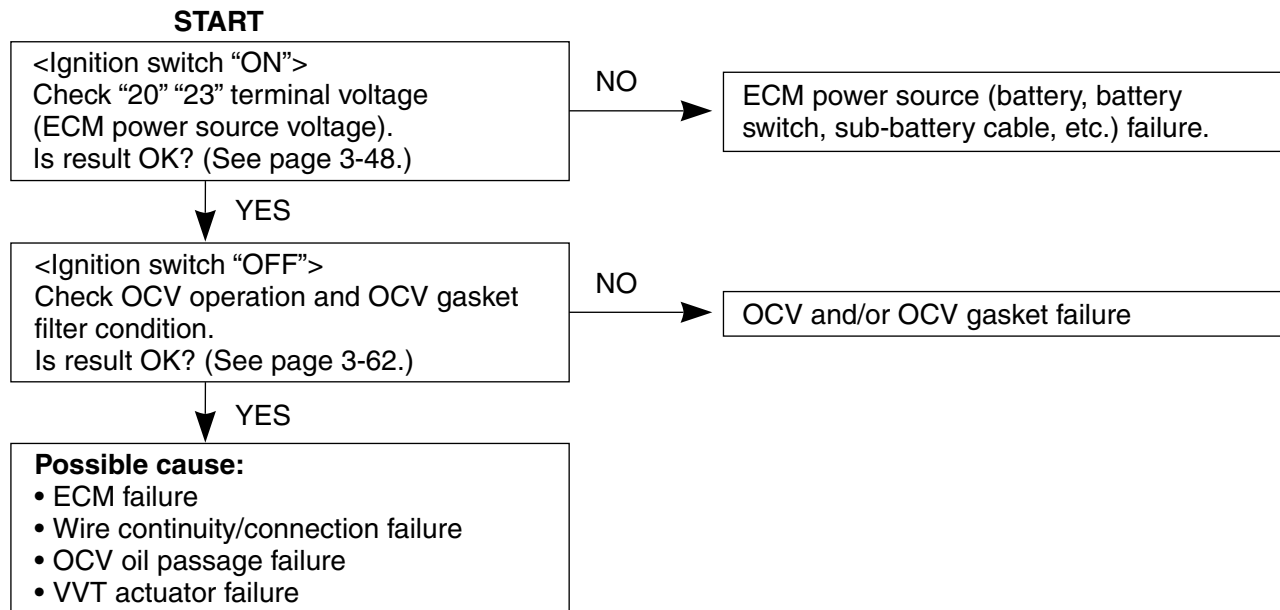 START
<Ignition switch “ON”>
Check “20” “23” terminal voltage
(ECM power source voltage).
Is result OK? (See page 3-48.)
NO
ECM power source (battery, battery
switch, sub-battery cable, etc.) failure.
YES
<Ignition switch “OFF”>
Check OCV operation and OCV gasket
filter condition.
Is result OK? (See page 3-62.)
NO
OCV and/or OCV gasket failure
YES
Possible cause:
• ECM failure
• Wire continuity/connection failure
• OCV oil passage failure
• VVT actuator failure